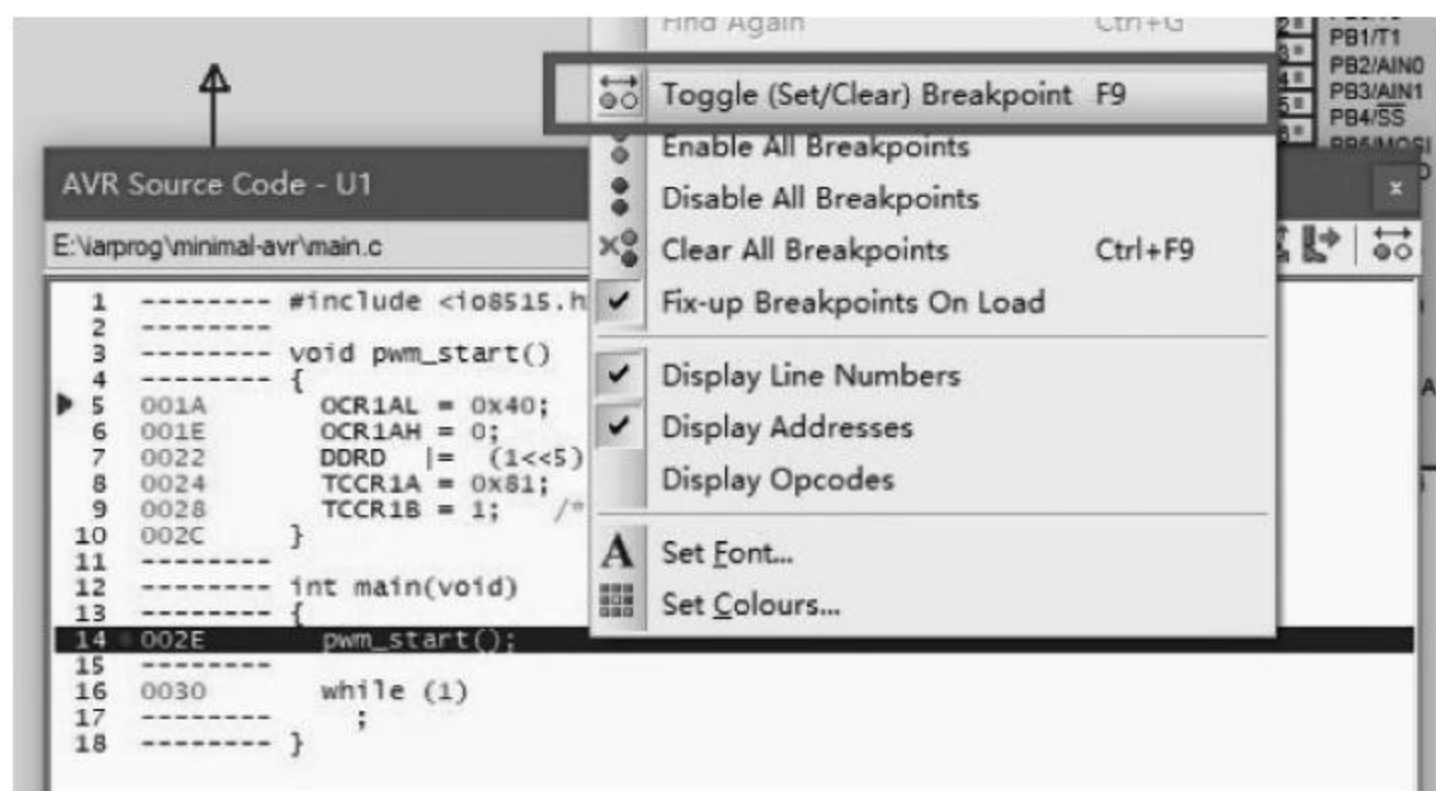 Find Again Ctrl+G
Toggle (Set/Clear) Breakpoint F9
Enable All Breakpoints
Disable All Breakpoints
Clear All Breakpoints Ctrl+F9
Fix-up Breakpoints On Load
Display Line Numbers
Display Addresses
Display Opcodes
Set Font...
Set Colours...
PB1/T1
PB2/AIN0
PB3/AIN1
PB4/SS
PB5/MOSI
AVR Source Code - U1
E:\iarprog\minimal-avr\main.c
1 -------- #include <io8515.h
2 --------
3 -------- void pwm_start()
4 -------- {
5 001A OCR1AL = 0x40;
6 001E OCR1AH = 0;
7 0022 DDRD |= (1<<5)
8 0024 TCCR1A = 0x81;
9 0028 TCCR1B = 1; /*
10 002C }
11 --------
12 -------- int main(void)
13 -------- {
14 002E pwm_start();
15 --------
16 0030 while (1)
17 -------- ;
18 -------- }